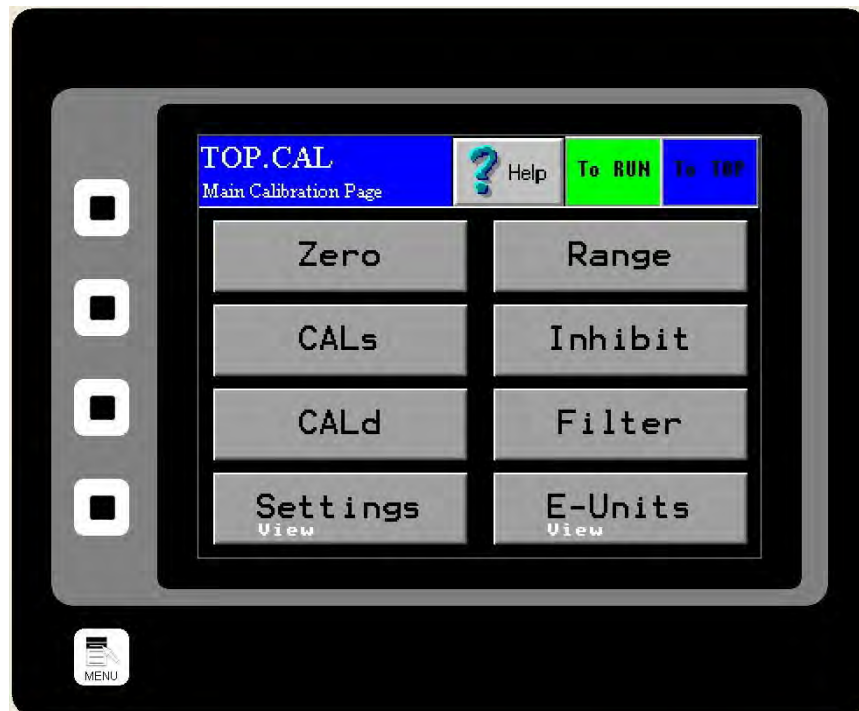 TOP.CAL
Main Calibration Page
Help
To RUN
To TOP
Zero
Range
CALs
Inhibit
CALd
Filter
Settings
View
E-Units
View
MENU